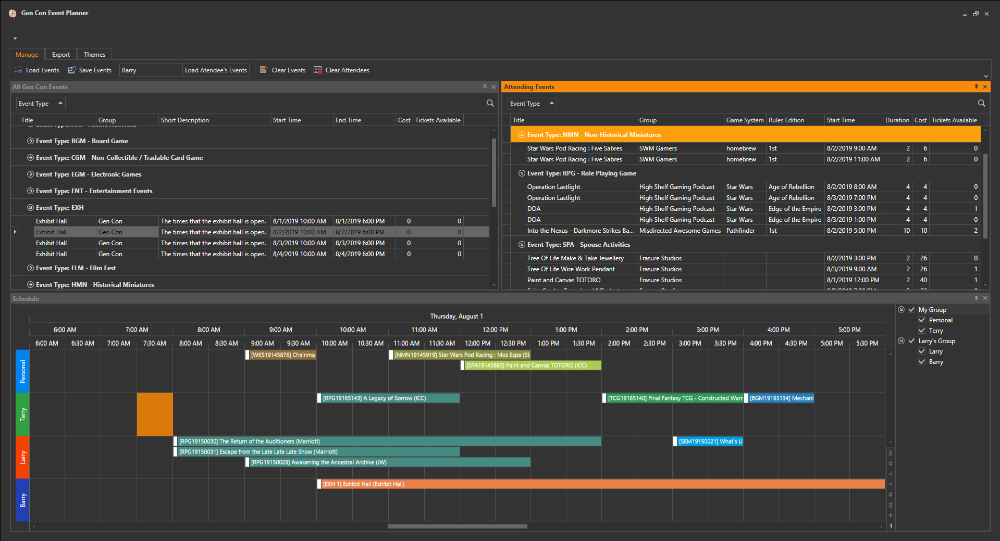 Gen Con Event Planner
Manage Export Themes
Load Events Save Events Barry Load Atendee's Events Clear Events Clear Attendees
All Gen Con Events
Event Type
Title Group Short Description Start Time End Time Cost Tickets Available
Event Type: BGM - Board Game
Event Type: CGM - Non-Collectible / Tradable Card Game
Event Type: EGM - Electronic Games
Event Type: ENT - Entertainment Events
Event Type: EXH
Exhibit Hall Gen Con The times that the exhibit hall is open. 8/1/2019 10:00 AM 8/1/2019 6:00 PM 0 0
Exhibit Hall Gen Con The times that the exhibit hall is open. 8/2/2019 10:00 AM 8/2/2019 6:00 PM 0 0
Exhibit Hall Gen Con The times that the exhibit hall is open. 8/3/2019 10:00 AM 8/3/2019 6:00 PM 0 0
Exhibit Hall Gen Con The times that the exhibit hall is open. 8/4/2019 10:00 AM 8/4/2019 6:00 PM 0 0
Event Type: FLM - Film Fest
Event Type: HMN - Historical Miniatures
Attending Events
Event Type
Title Group Game System Rules Edition Start Time Duration Cost Tickets Available
Event Type: NMN - Non-Historical Miniatures
Star Wars Pod Racing : Five Sabres SWM Gamers homebrew 1st 8/2/2019 9:00 AM 2 6 0
Star Wars Pod Racing : Five Sabres SWM Gamers homebrew 1st 8/2/2019 11:00 AM 2 6 0
Event Type: RPG - Role Playing Game
Operation Lastlight High Shelf Gaming Podcast Star Wars Age of Rebellion 8/2/2019 8:00 AM 4 4 0
Operation Lastlight High Shelf Gaming Podcast Star Wars Age of Rebellion 8/3/2019 7:00 PM 4 4 0
DOA High Shelf Gaming Podcast Star Wars Edge of the Empire 8/2/2019 3:00 PM 4 4 1
DOA High Shelf Gaming Podcast Star Wars Edge of the Empire 8/3/2019 1:00 PM 4 4 0
Into the Nexus - Darkmore Strikes Ba... Misdirected Awesome Games Pathfinder 1st 8/2/2019 5:00 PM 10 10 2
Event Type: SPA - Spouse Activities
Tree Of Life Make & Take Jewellery Frasure Studios 8/2/2019 3:00 PM 2 26 0
Tree Of Life Wire Work Pendant Frasure Studios 8/3/2019 9:00 AM 2 26 1
Paint and Canvas TOTORO Frasure Studios 8/1/2019 12:00 PM 2 40 1
Schedule
Thursday, August 1
6:00 AM 7:00 AM 8:00 AM 9:00 AM 10:00 AM 11:00 AM 12:00 PM 1:00 PM 2:00 PM 3:00 PM 4:00 PM 5:00 PM
6:00 AM 6:30 AM 7:00 AM 7:30 AM 8:00 AM 8:30 AM 9:00 AM 9:30 AM 10:00 AM 10:30 AM 11:00 AM 11:30 AM 12:00 PM 12:30 PM 1:00 PM 1:30 PM 2:00 PM 2:30 PM 3:00 PM 3:30 PM 4:00 PM 4:30 PM 5:00 PM 5:30 PM
Personal
[WKS19145876] Chainma [NMN19145919] Star Wars Pod Racing : Mos Espa (St
[SPA19145883] Paint and Canvas TOTORO (ICC)
Terry
[RPG19165143] A Legacy of Sorrow (ICC) [TCG19165140] Final Fantasy TCG - Constructed Warm [BGM19165134] Mechani
Larry
[RPG19150030] The Return of the Auditioners (Marriott) [SEM19150021] What's U
[RPG19150031] Escape from the Late Late Late Show (Marriott)
[RPG19150028] Awakening the Ancestral Archive (JW)
Barry
[EXH 1] Exhibit Hall (Exhibit Hall)
My Group
Personal
Terry
Larry's Group
Larry
Barry